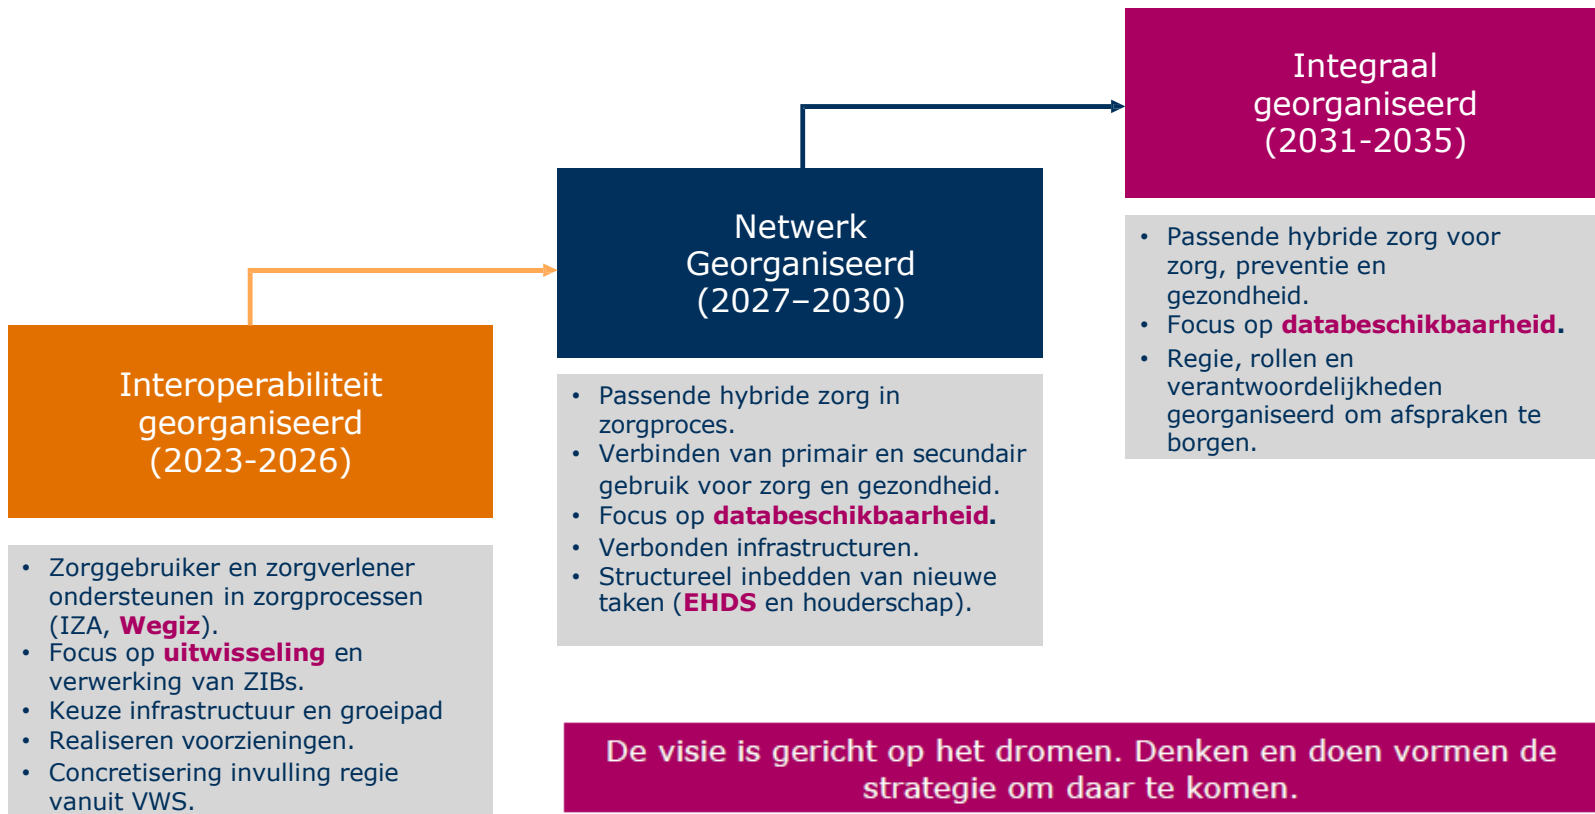 Interoperabiliteit
georganiseerd
(2023-2026)
• Zorggebruiker en zorgverlener
ondersteunen in zorgprocessen
(IZA, Wegiz).
• Focus op uitwisseling en
verwerking van ZIBs.
• Keuze infrastructuur en groeipad
• Realiseren voorzieningen.
• Concretisering invulling regie
vanuit VWS.
Netwerk
Georganiseerd
(2027–2030)
• Passende hybride zorg in
zorgproces.
• Verbinden van primair en secundair
gebruik voor zorg en gezondheid.
• Focus op databeschikbaarheid.
• Verbonden infrastructuren.
• Structureel inbedden van nieuwe
taken (EHDS en houderschap).
Integraal
georganiseerd
(2031-2035)
• Passende hybride zorg voor
zorg, preventie en
gezondheid.
• Focus op databeschikbaarheid.
• Regie, rollen en
verantwoordelijkheden
georganiseerd om afspraken te
borgen.
De visie is gericht op het dromen. Denken en doen vormen de
strategie om daar te komen.